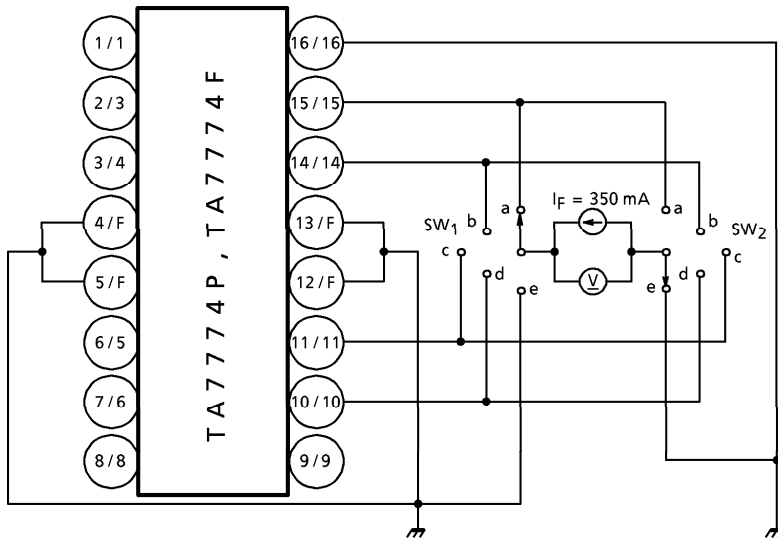 1 / 1
2 / 3
3 / 4
4 / F
5 / F
6 / 5
7 / 6
8 / 8
TA7774P , TA7774F
16 / 16
15 / 15
14 / 14
13 / F
12 / F
11 / 11
10 / 10
9 / 9
SW1
a
b
c
d
e
IF = 350 mA
V
a
b
c
d
e
SW2